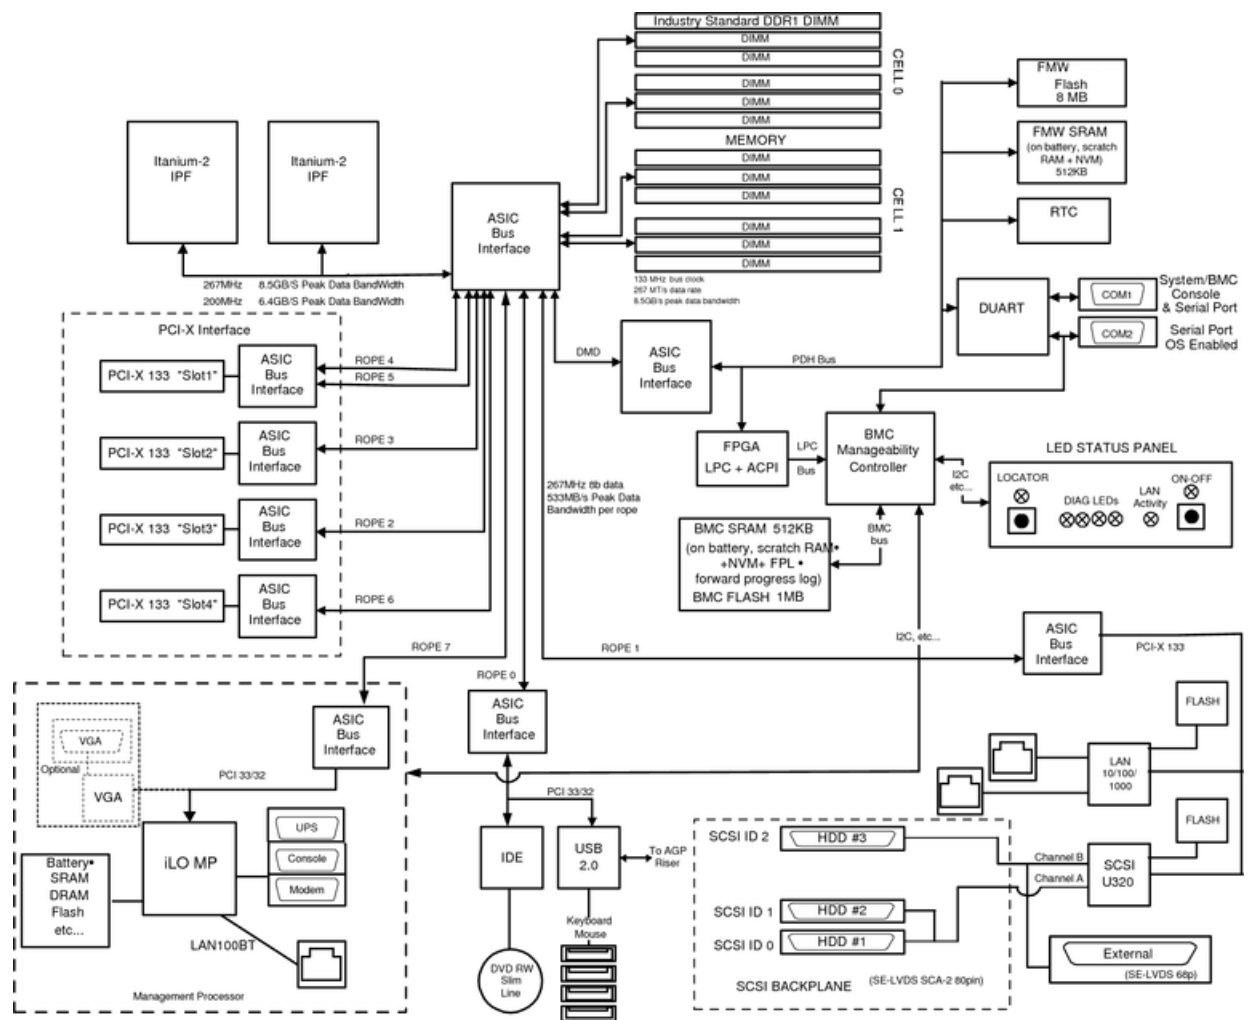 Industry Standard DDR1 DIMM
DIMM
DIMM
DIMM
DIMM
DIMM
CELL 0
MEMORY
DIMM
DIMM
DIMM
DIMM
DIMM
DIMM
CELL 1
133 MHz bus clock
267 MT/s data rate
8.5GB/s peak data bandwidth
Itanium-2
IPF
Itanium-2
IPF
ASIC
Bus
Interface
267MHz 8.5GB/S Peak Data BandWidth
200MHz 6.4GB/S Peak Data BandWidth
FMW
Flash
8 MB
FMW SRAM
(on battery, scratch
RAM + NVM)
512KB
RTC
DUART
COM1
COM2
System/BMC
Console
& Serial Port
Serial Port
OS Enabled
PCI-X Interface
PCI-X 133 "Slot1"
ASIC
Bus
Interface
ROPE 4
ROPE 5
PCI-X 133 "Slot2"
ASIC
Bus
Interface
ROPE 3
PCI-X 133 "Slot3"
ASIC
Bus
Interface
ROPE 2
PCI-X 133 "Slot4"
ASIC
Bus
Interface
ROPE 6
DMD
ASIC
Bus
Interface
PDH Bus
267MHz 8b data
533MB/s Peak Data
Bandwidth per rope
FPGA
LPC + ACPI
LPC
Bus
BMC
Manageability
Controller
I2C
etc...
BMC
bus
BMC SRAM 512KB
(on battery, scratch RAM•
+NVM+ FPL •
forward progress log)
BMC FLASH 1MB
LED STATUS PANEL
LOCATOR
DIAG LEDs
LAN
Activity
ON-OFF
I2C, etc...
ROPE 7
ROPE 0
ROPE 1
ASIC
Bus
Interface
PCI-X 133
VGA
Optional
VGA
ASIC
Bus
Interface
PCI 33/32
iLO MP
UPS
Console
Modem
Battery•
SRAM
DRAM
Flash
etc...
LAN100BT
Management Processor
ASIC
Bus
Interface
PCI 33/32
IDE
USB
2.0
To AGP
Riser
DVD RW
Slim
Line
Keyboard
Mouse
FLASH
LAN
10/100/
1000
FLASH
SCSI
U320
Channel B
Channel A
SCSI ID 2
HDD #3
SCSI ID 1
HDD #2
SCSI ID 0
HDD #1
SCSI BACKPLANE
(SE-LVDS SCA-2 80pin)
External
(SE-LVDS 68p)